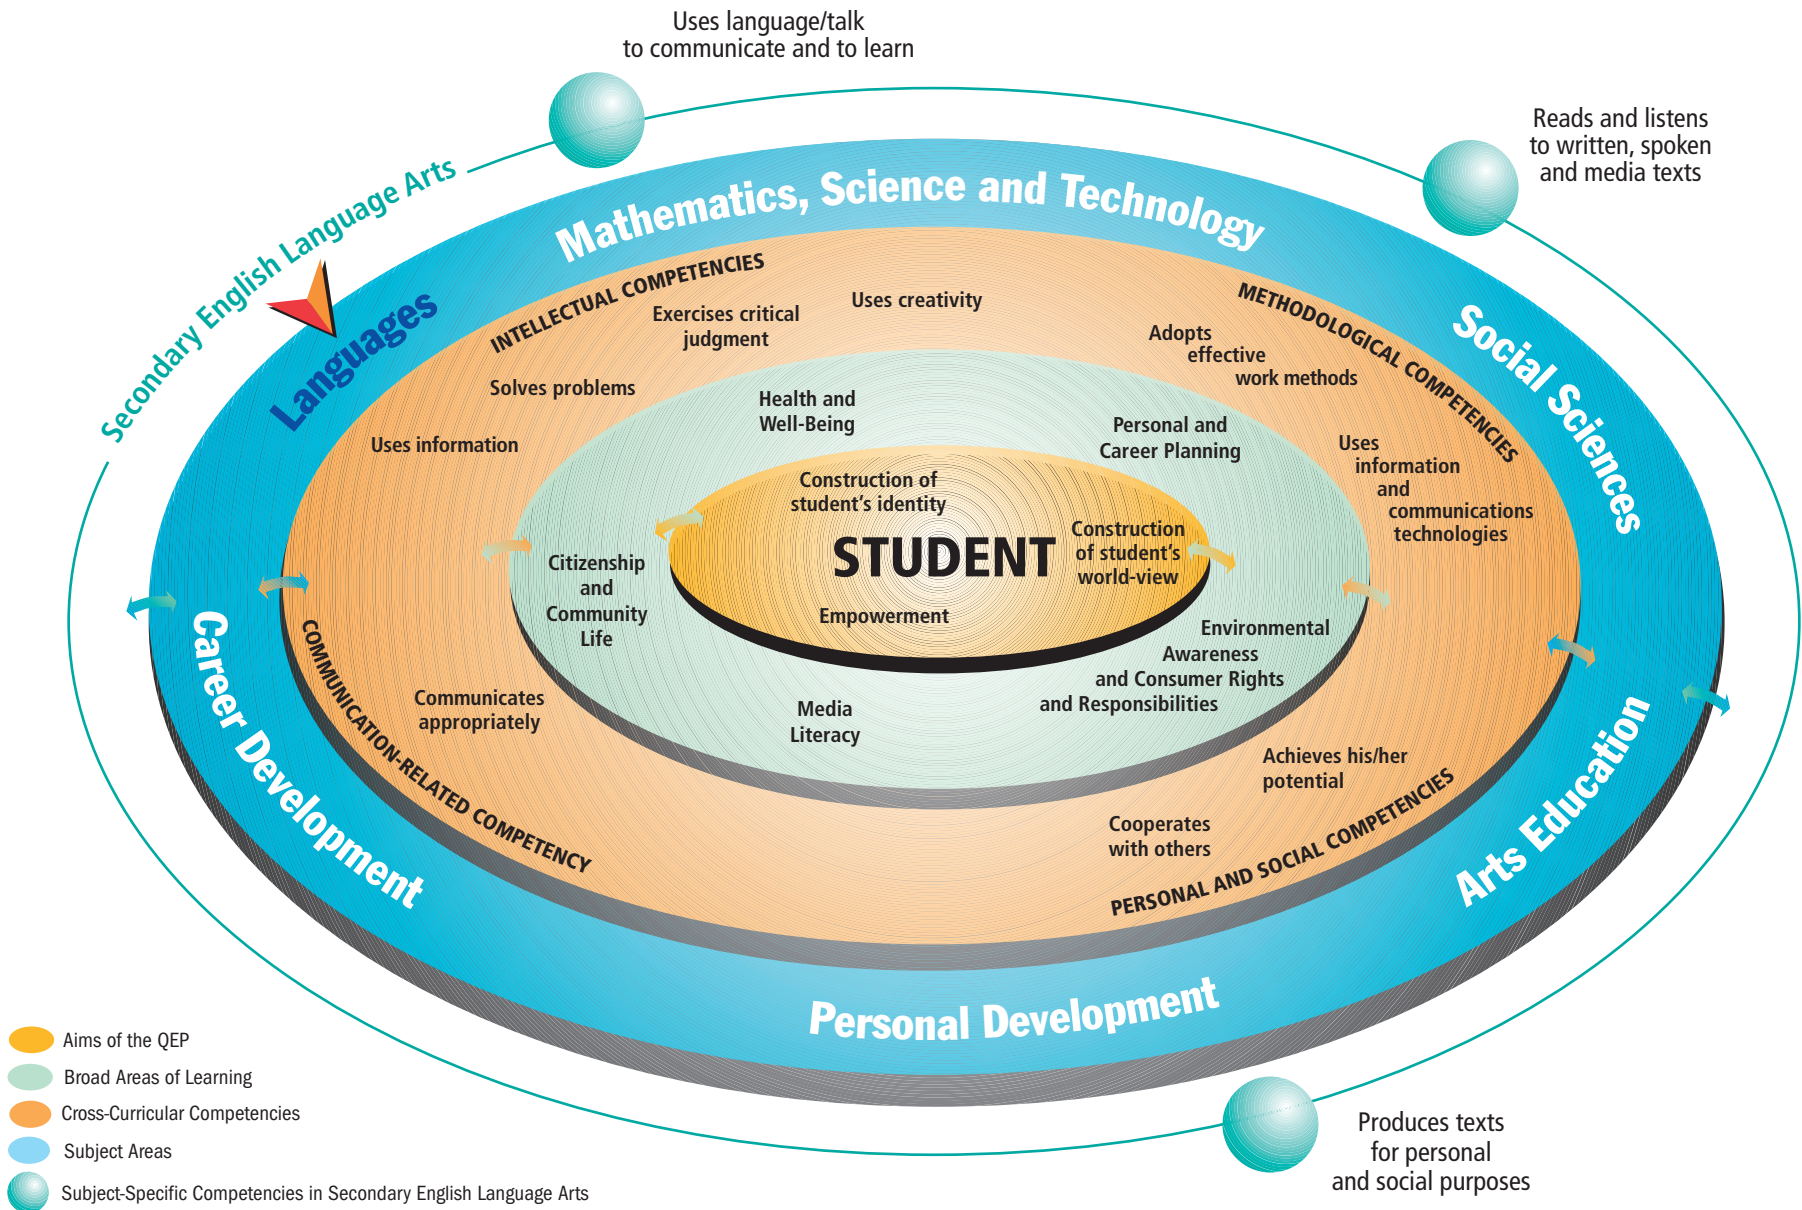 Uses language/talk
to communicate and to learn
Reads and listens
to written, spoken
and media texts
Secondary English Language Arts
Mathematics, Science and Technology
Languages
Social Sciences
INTELLECTUAL COMPETENCIES
Exercises critical
judgment
Uses creativity
Solves problems
Uses information
METHODOLOGICAL COMPETENCIES
Adopts
effective
work methods
Uses
information
and
communications
technologies
Health and
Well-Being
Personal and
Career Planning
Construction of
student's identity
STUDENT
Construction
of student's
world-view
Empowerment
Citizenship
and
Community
Life
Environmental
Awareness
and Consumer Rights
and Responsibilities
Media
Literacy
Communicates
appropriately
COMMUNICATION-RELATED COMPETENCY
Achieves his/her
potential
Cooperates
with others
PERSONAL AND SOCIAL COMPETENCIES
Career Development
Arts Education
Personal Development
Aims of the QEP
Broad Areas of Learning
Cross-Curricular Competencies
Subject Areas
Subject-Specific Competencies in Secondary English Language Arts
Produces texts
for personal
and social purposes